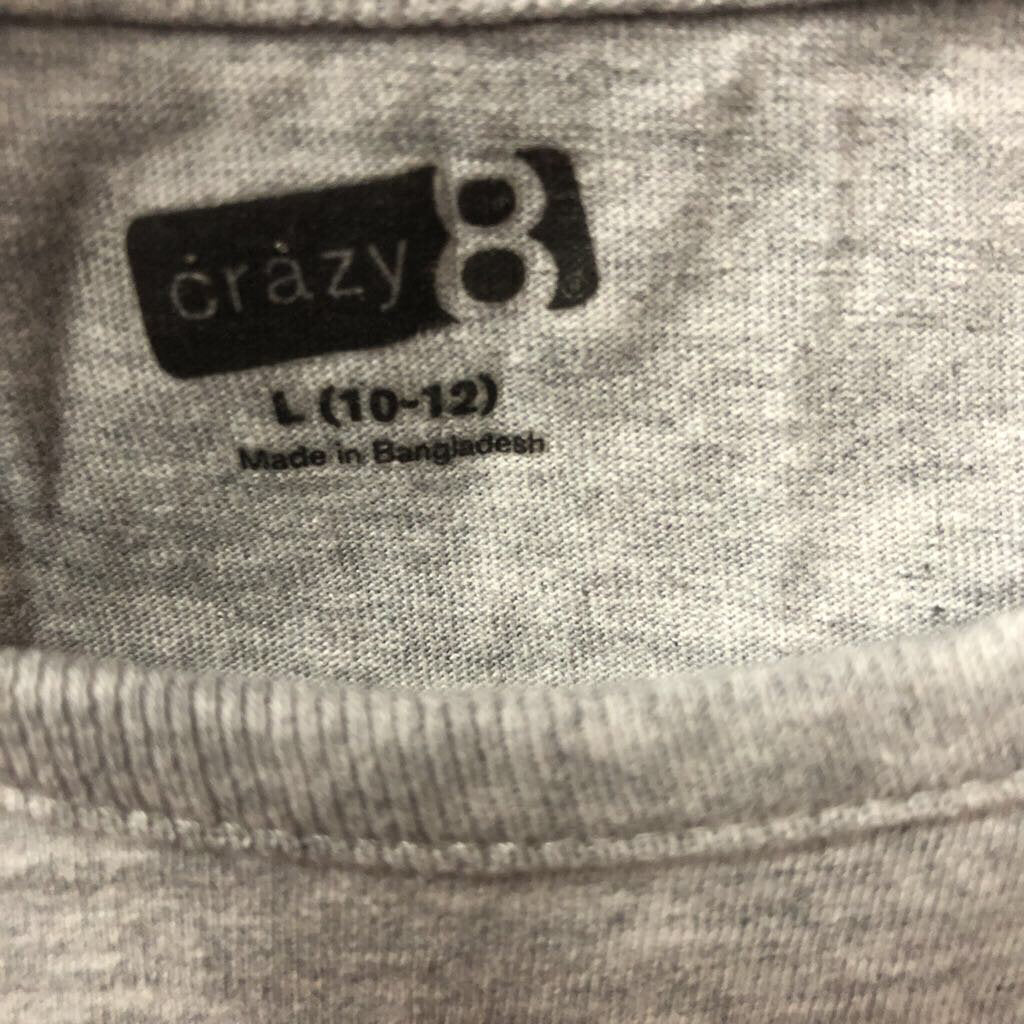 crazy 8 ®
L (10-12)
Made in Bangladesh